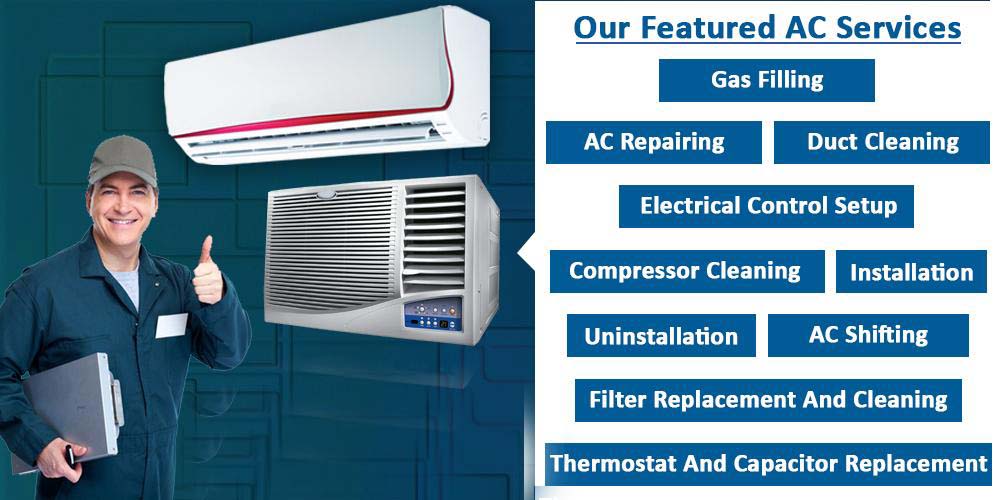 Our Featured AC Services
Gas Filling
AC Repairing
Duct Cleaning
Electrical Control Setup
Compressor Cleaning
Installation
Uninstallation
AC Shifting
Filter Replacement And Cleaning
Thermostat And Capacitor Replacement